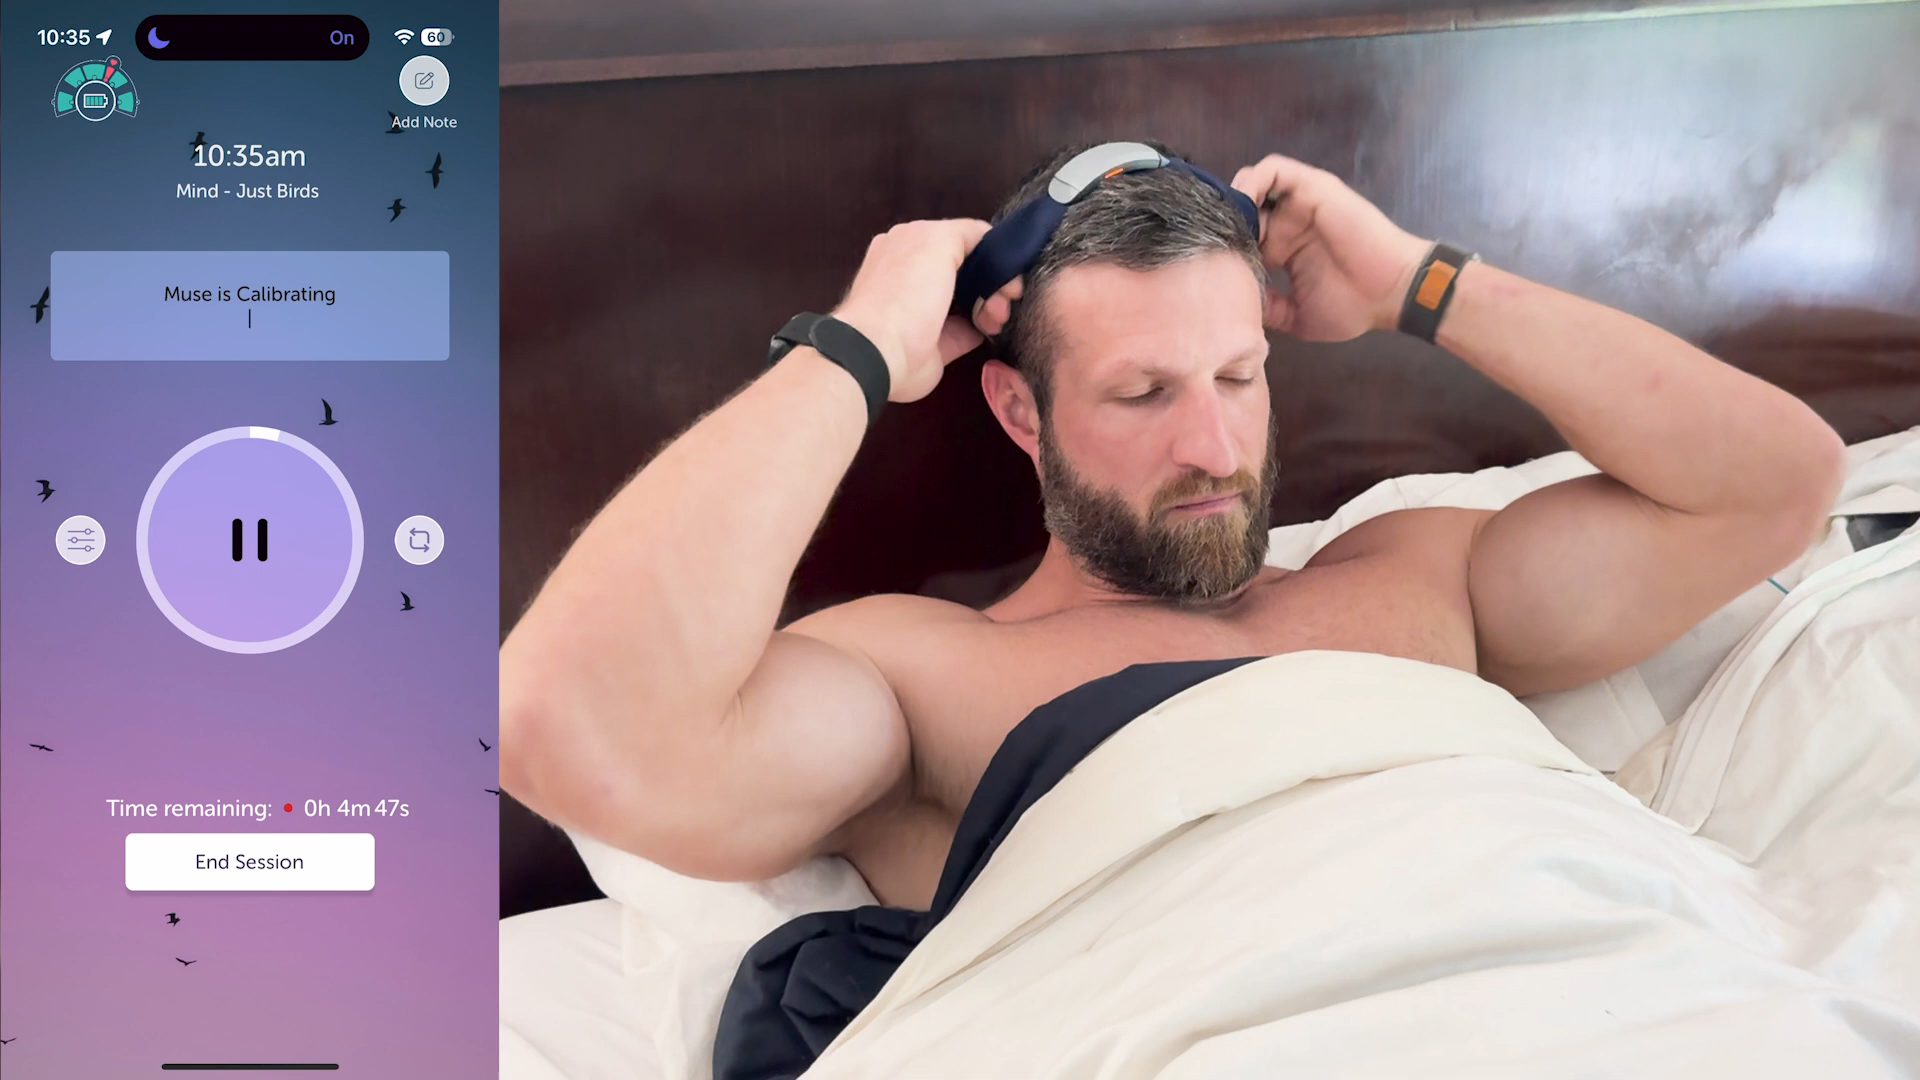 10:35
On
60
Add Note
10:35am
Mind - Just Birds
Muse is Calibrating
Time remaining: 0h 4m 47s
End Session